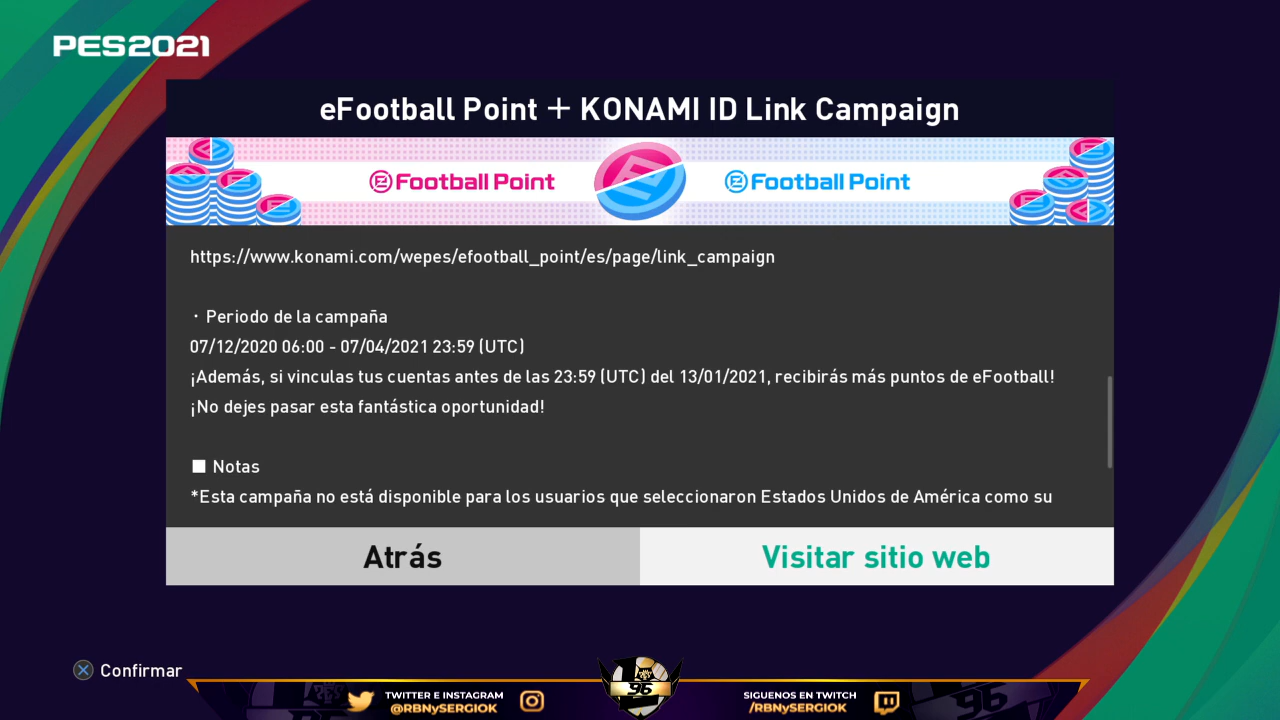 PES2021
eFootball Point + KONAMI ID Link Campaign
eFootball Point
eFootball Point
https://www.konami.com/wepes/efootball_point/es/page/link_campaign
・ Periodo de la campaña
07/12/2020 06:00 - 07/04/2021 23:59 (UTC)
¡Además, si vinculas tus cuentas antes de las 23:59 (UTC) del 13/01/2021, recibirás más puntos de eFootball!
¡No dejes pasar esta fantástica oportunidad!
■ Notas
*Esta campaña no está disponible para los usuarios que seleccionaron Estados Unidos de América como su
Atrás
Visitar sitio web
Confirmar
TWITTER E INSTAGRAM
@RBNySERGIOK
96
SIGUENOS EN TWITCH
/RBNySERGIOK